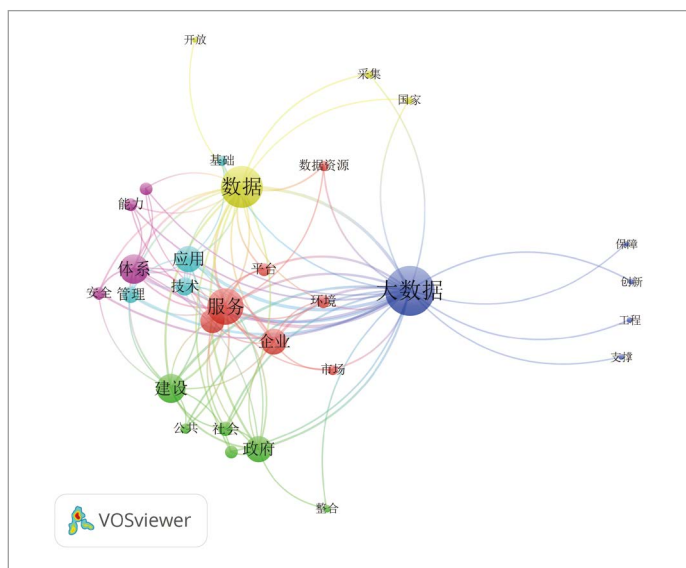 开放
采集
国家
基础
数据资源
数据
能力
保障
应用
体系
平台
创新
技术
大数据
安全
管理
环境
服务
工程
企业
支撑
市场
建设
公共
社会
政府
整合
VOSviewer